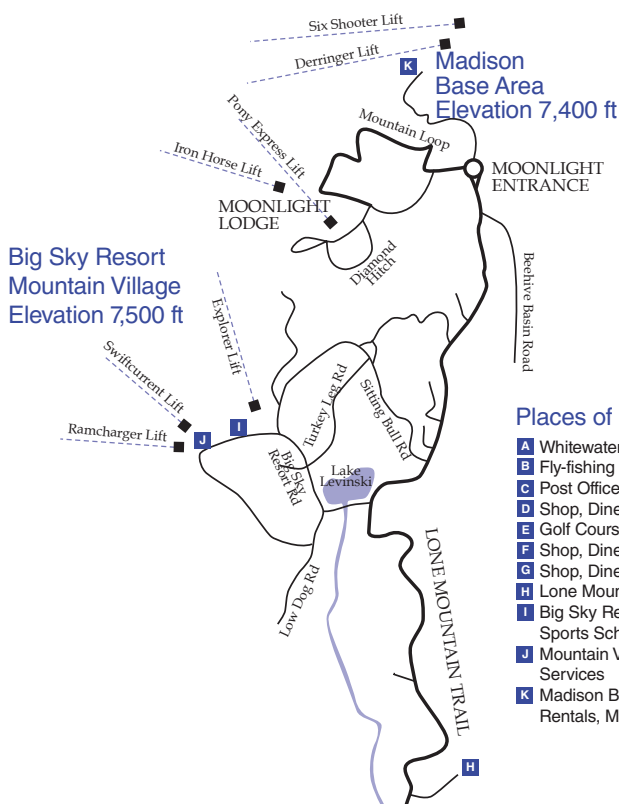 Six Shooter Lift
Derringer Lift
K
Madison
Base Area
Elevation 7,400 ft
Pony Express Lift
Mountain Loop
Iron Horse Lift
MOONLIGHT
ENTRANCE
MOONLIGHT
LODGE
Diamond
Hitch
Beehive Basin Road
Big Sky Resort
Mountain Village
Elevation 7,500 ft
Explorer Lift
Swiftcurrent Lift
Ramcharger Lift
J
I
Turkey Leg Rd
Sitting Bull Rd
Big Sky
Resort Rd
Lake
Levinski
Low Dog Rd
LONE MOUNTAIN TRAIL
H
Places of
A Whitewater
B Fly-fishing
C Post Office
D Shop, Dine
E Golf Cours
F Shop, Dine
G Shop, Dine
H Lone Moun
I Big Sky Re
Sports Sch
J Mountain V
Services
K Madison B
Rentals, M